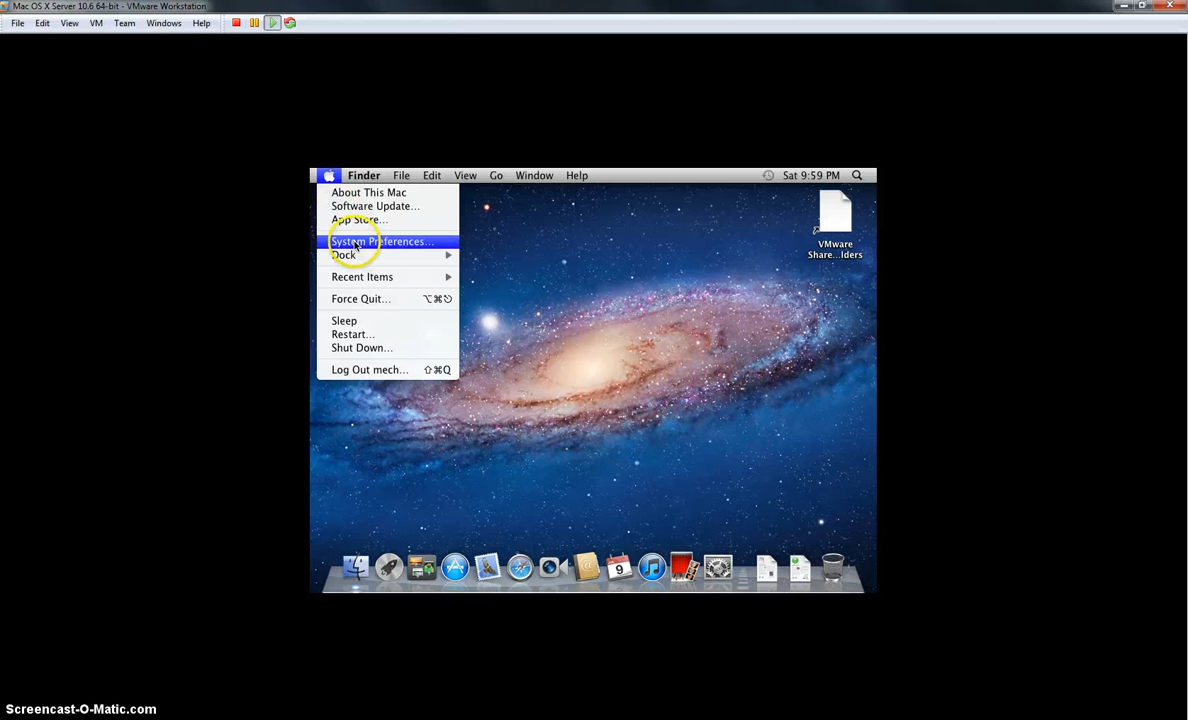 Mac OS X Server 10.6 64-bit - VMware Workstation
File Edit View VM Team Windows Help
Finder File Edit View Go Window Help Sat 9:59 PM
About This Mac
Software Update...
App Store...
System Preferences...
Dock
Recent Items
Force Quit... ⌥⌘⎋
Sleep
Restart...
Shut Down...
Log Out mech... ⇧⌘Q
VMware
Share...lders
9
Screencast-O-Matic.com